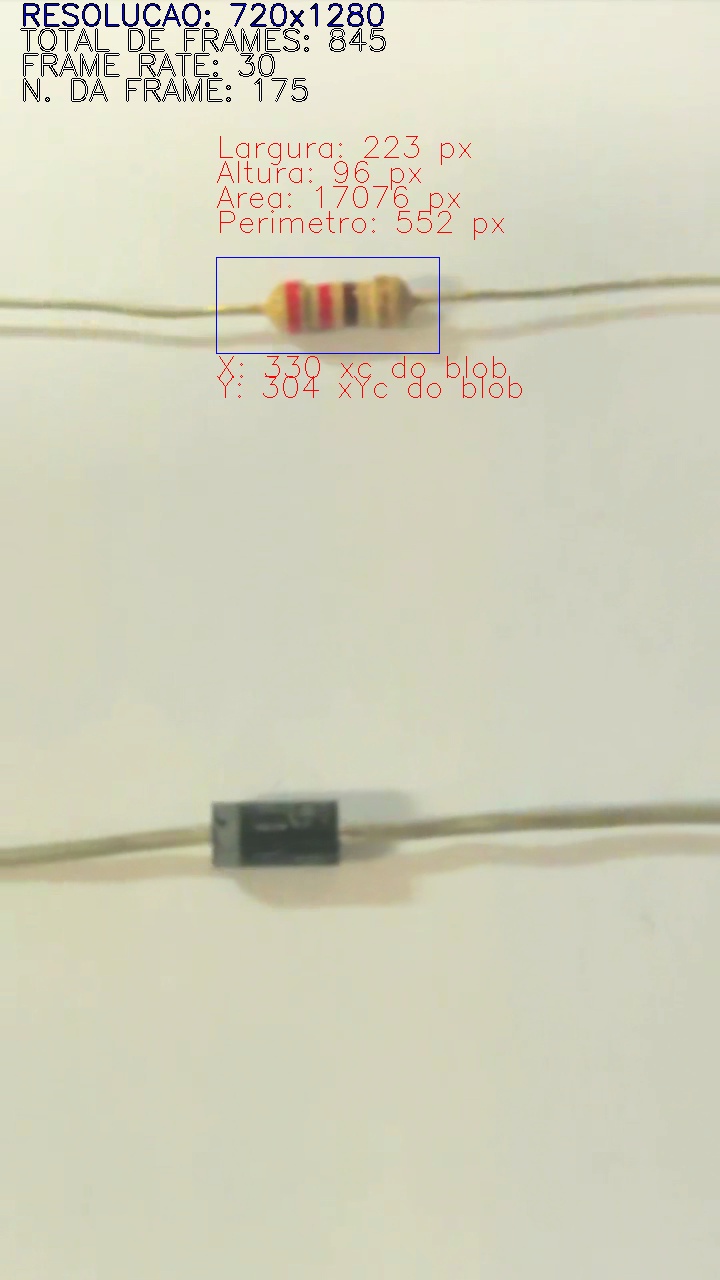 RESOLUCAO: 720x1280
TOTAL DE FRAMES: 845
FRAME RATE: 30
N. DA FRAME: 175
Largura: 223 px
Altura: 96 px
Area: 17076 px
Perimetro: 552 px
X: 330 xc do blob
Y: 304 xYc do blob